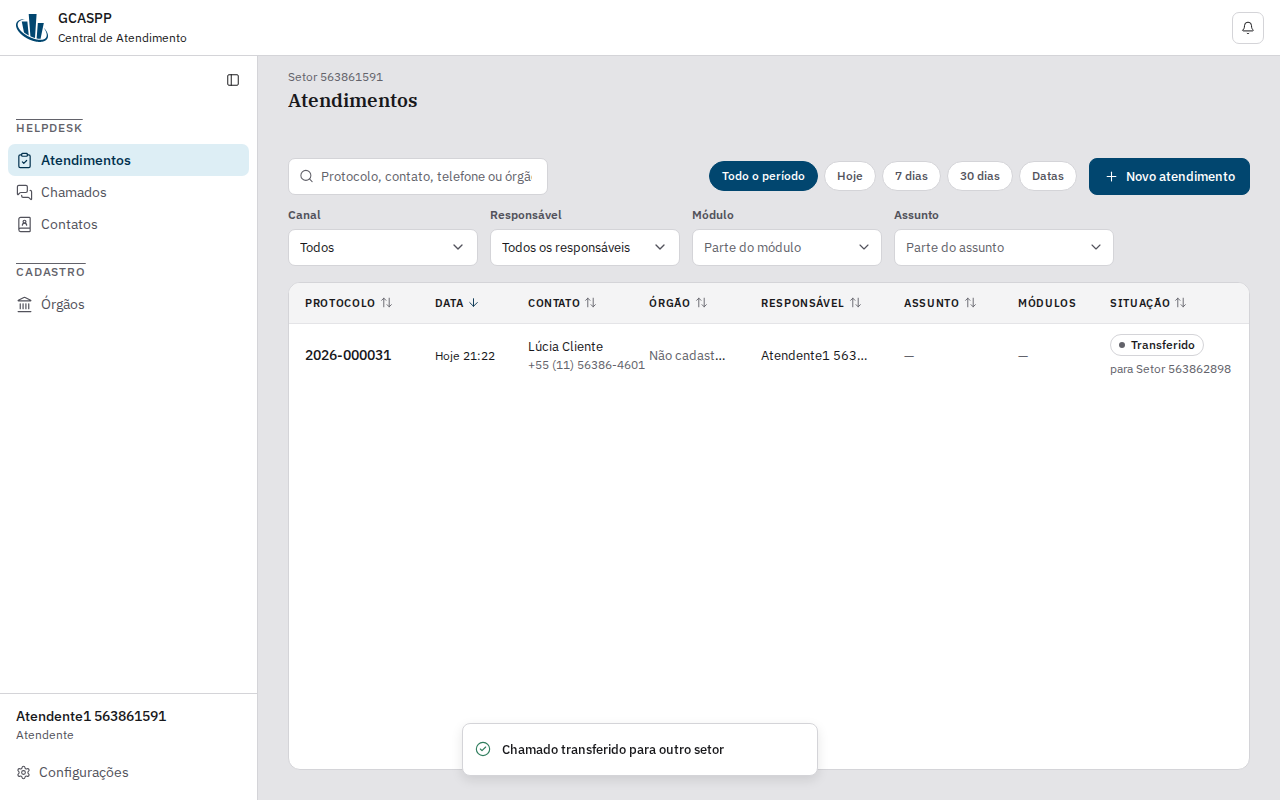 GCASPP
Central de Atendimento
HELPDESK
Atendimentos
Chamados
Contatos
CADASTRO
Órgãos
Atendente1 563861591
Atendente
Configurações
Setor 563861591
Atendimentos
Protocolo, contato, telefone ou órgã
Todo o período
Hoje
7 dias
30 dias
Datas
Novo atendimento
Canal
Responsável
Módulo
Assunto
Todos
Todos os responsáveis
Parte do módulo
Parte do assunto
PROTOCOLO DATA CONTATO ÓRGÃO RESPONSÁVEL ASSUNTO MÓDULOS SITUAÇÃO
2026-000031
Hoje 21:22
Lúcia Cliente
+55 (11) 56386-4601
Não cadast...
Atendente1 563...
—
—
Transferido
para Setor 563862898
Chamado transferido para outro setor